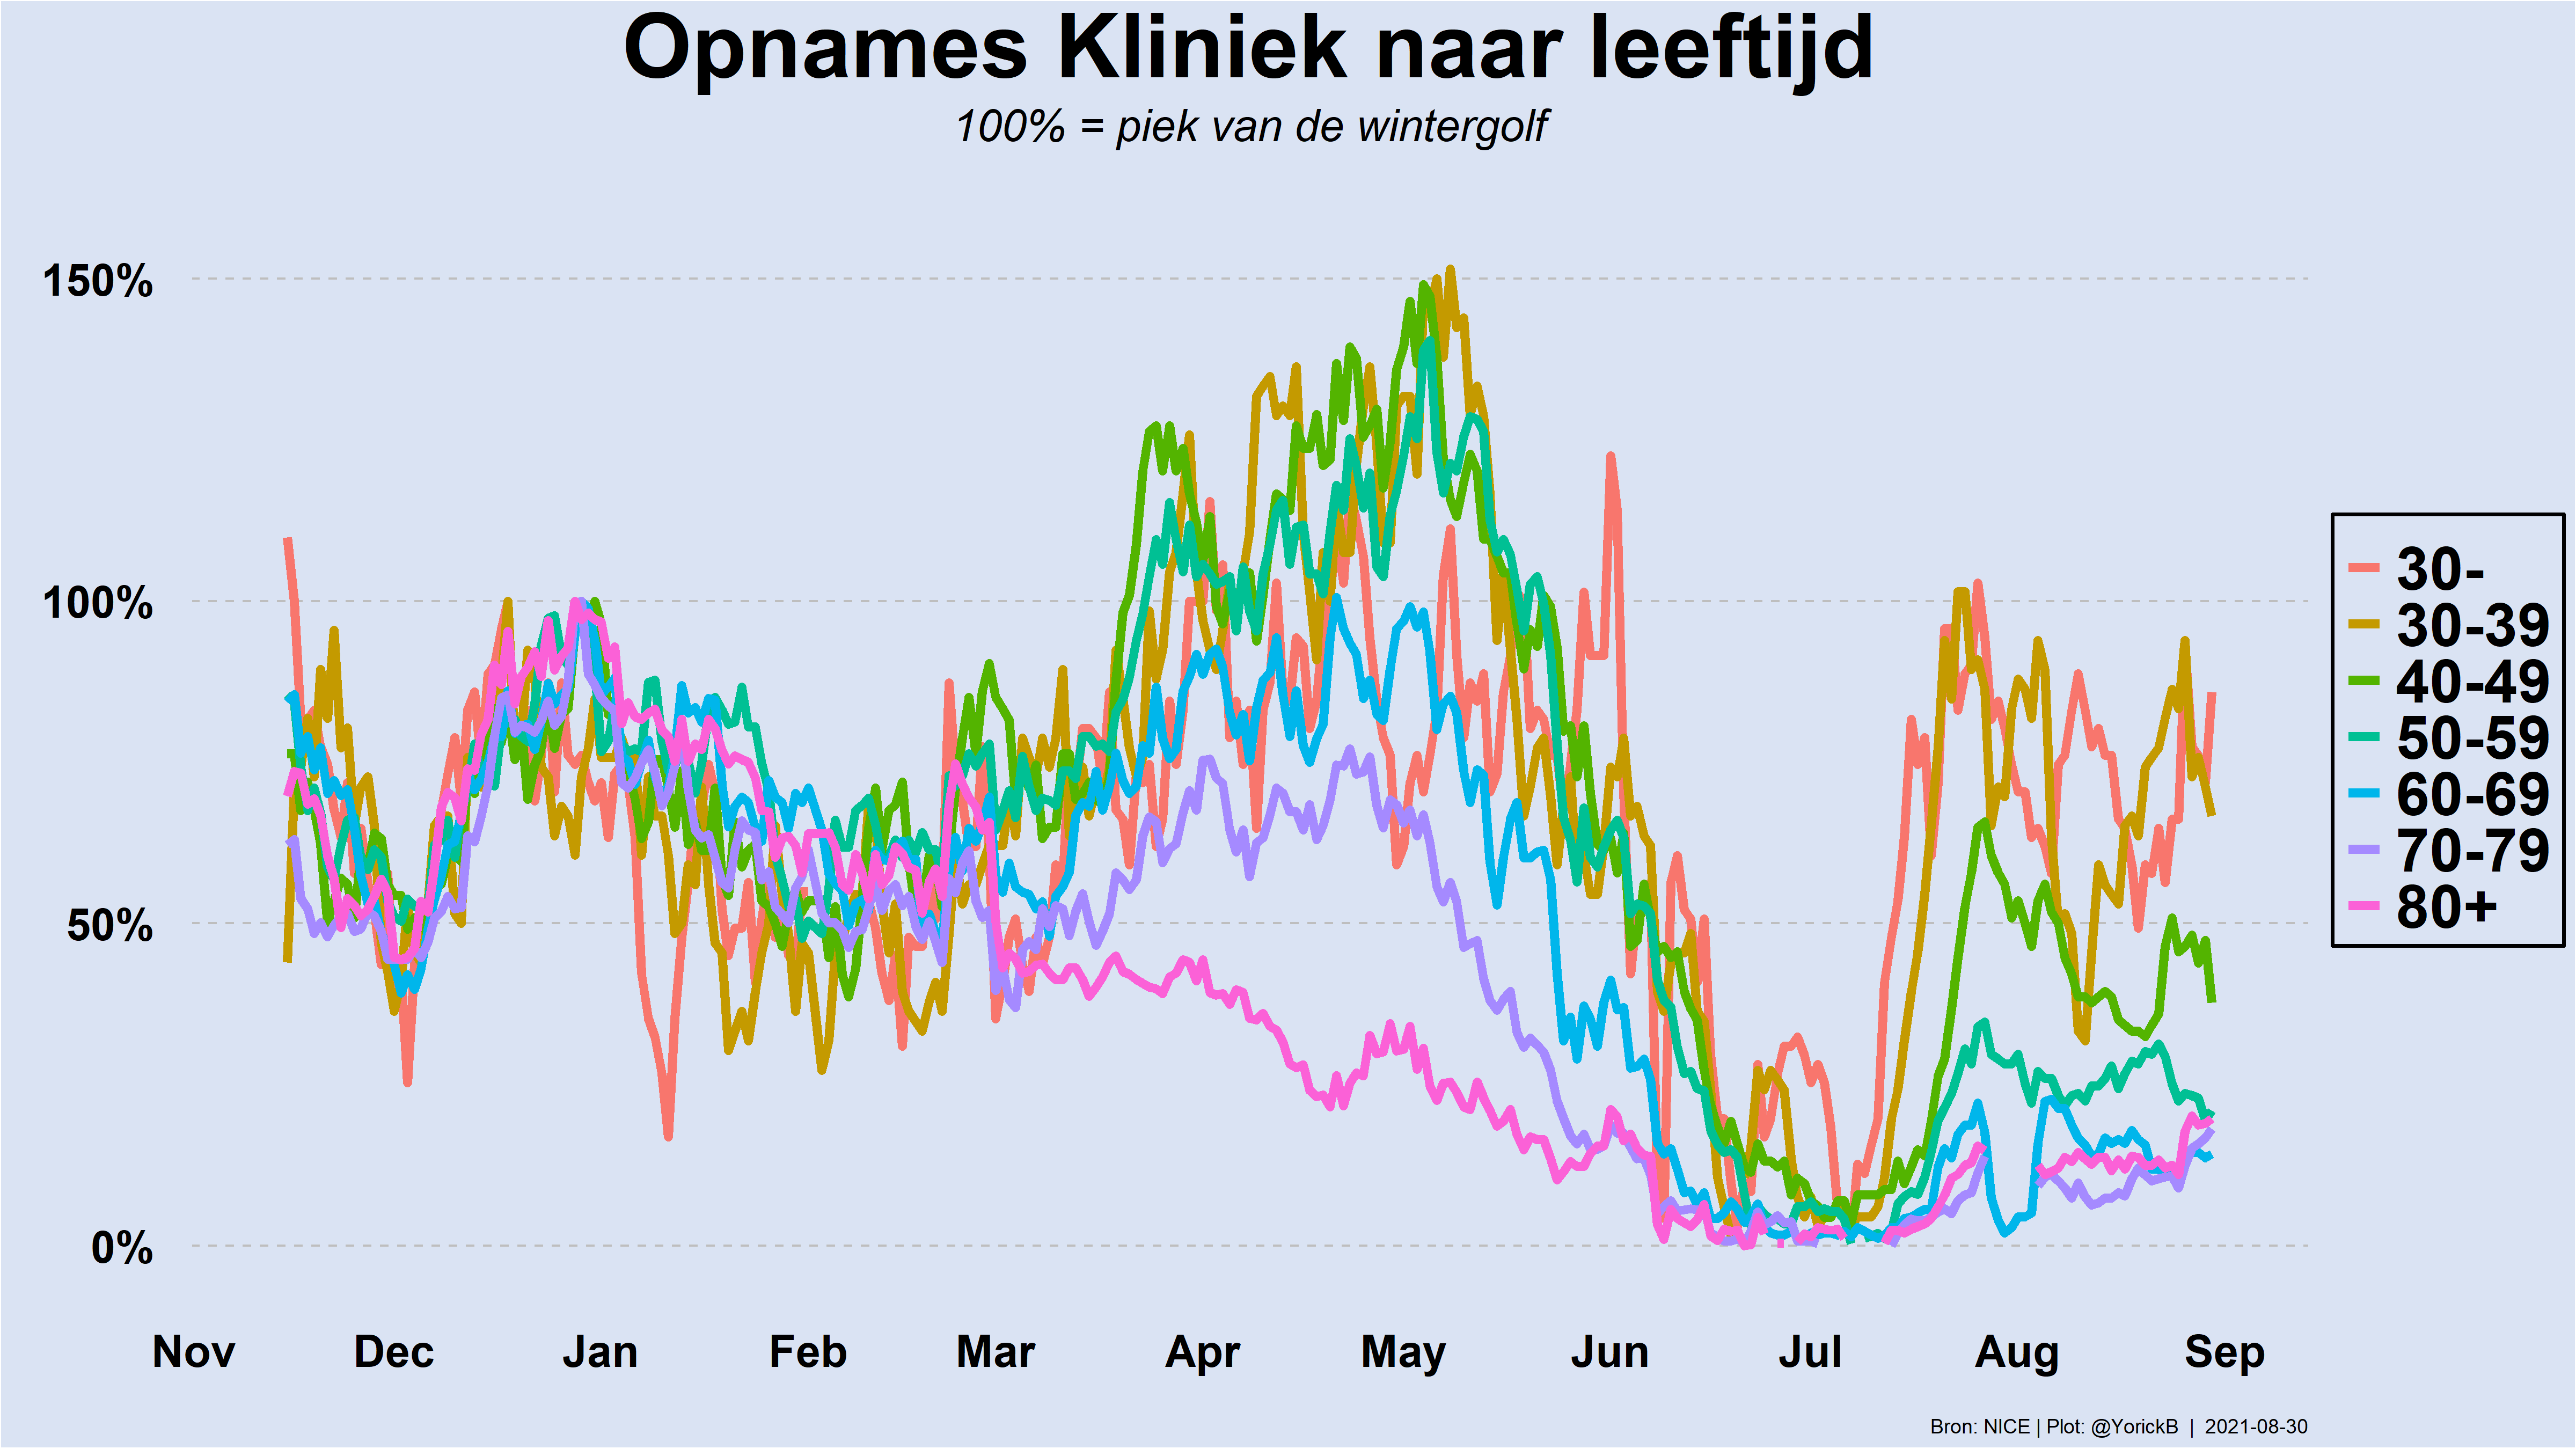 Opnames Kliniek naar leeftijd
100% = piek van de wintergolf
150%
100%
50%
0%
30-
30-39
40-49
50-59
60-69
70-79
80+
Nov Dec Jan Feb Mar Apr May Jun Jul Aug Sep
Bron: NICE | Plot: @YorickB | 2021-08-30